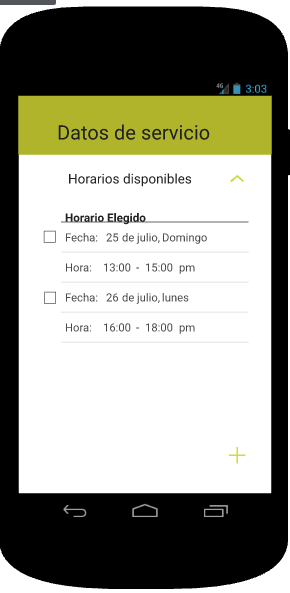 4G 3:03
Datos de servicio
Horarios disponibles
Horario Elegido
Fecha: 25 de julio, Domingo
Hora: 13:00 - 15:00 pm
Fecha: 26 de julio, lunes
Hora: 16:00 - 18:00 pm